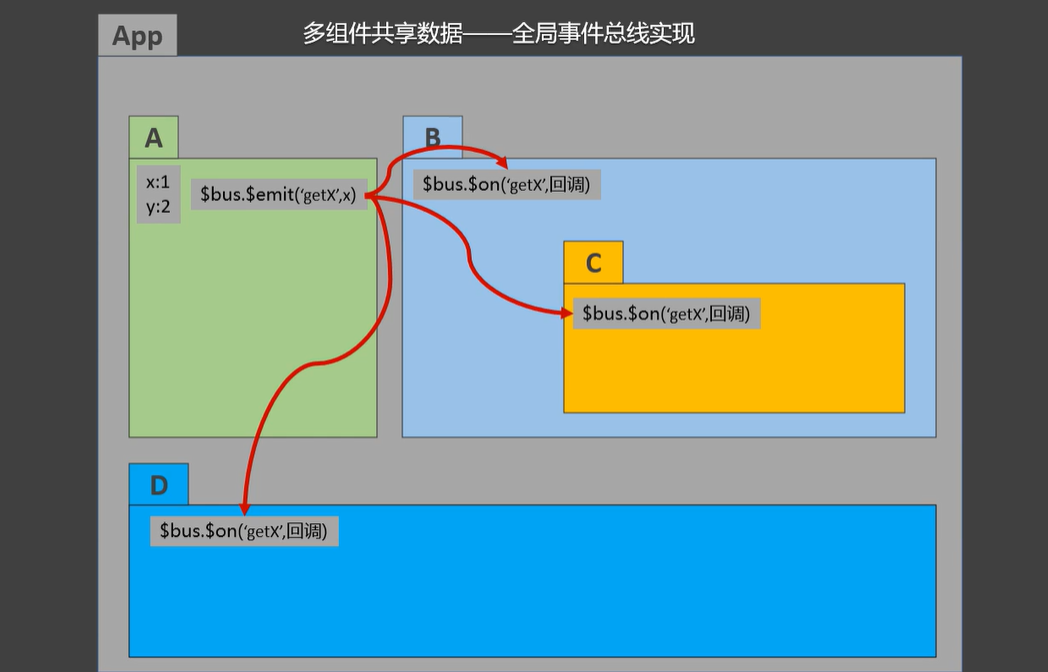 App
多组件共享数据——全局事件总线实现
A
x:1
y:2
$bus.$emit(‘getX’,x)
B
$bus.$on(‘getX’,回调)
C
$bus.$on(‘getX’,回调)
D
$bus.$on(‘getX’,回调)